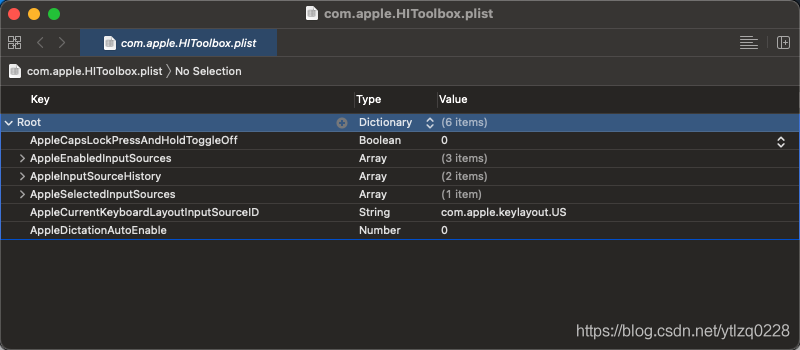 com.apple.HIToolbox.plist
com.apple.HIToolbox.plist
com.apple.HIToolbox.plist No Selection
Key Type Value
Root Dictionary (6 items)
AppleCapsLockPressAndHoldToggleOff Boolean 0
AppleEnabledInputSources Array (3 items)
AppleInputSourceHistory Array (2 items)
AppleSelectedInputSources Array (1 item)
AppleCurrentKeyboardLayoutInputSourceID String com.apple.keylayout.US
AppleDictationAutoEnable Number 0
https://blog.csdn.net/ytlzq0228